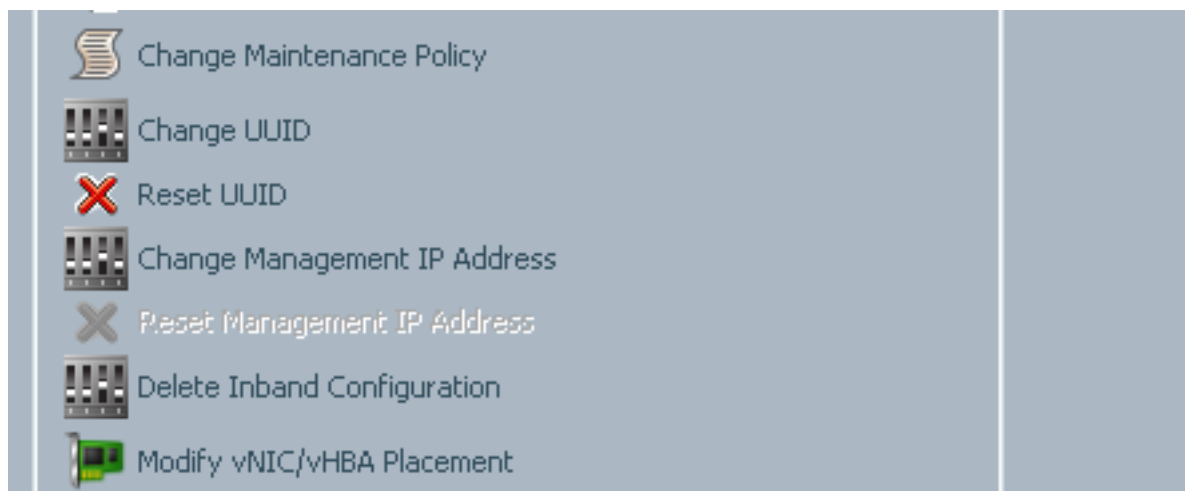 Change Maintenance Policy
Change UUID
Reset UUID
Change Management IP Address
Reset Management IP Address
Delete Inband Configuration
Modify vNIC/vHBA Placement